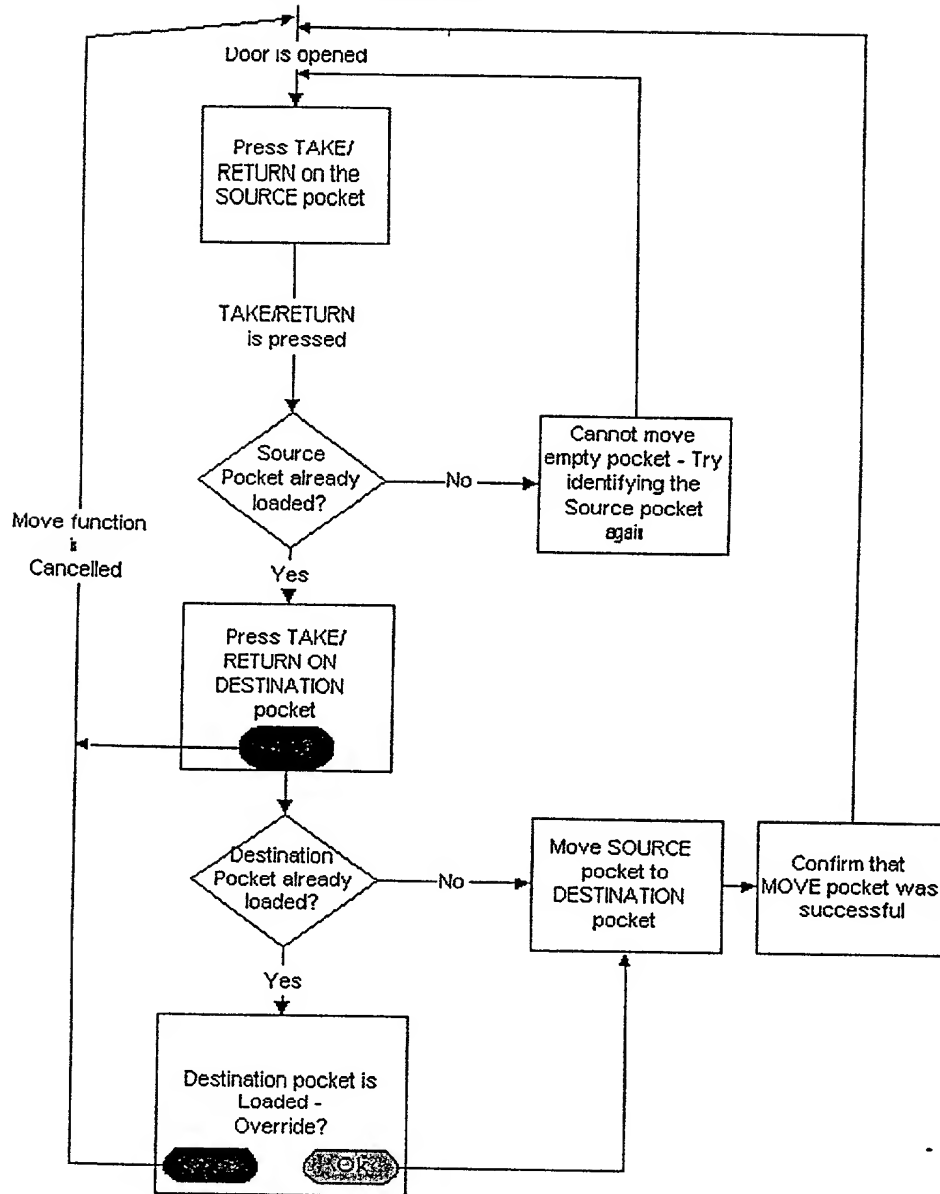 Door is opened
Press TAKE/
RETURN on the
SOURCE pocket
TAKE/RETURN
is pressed
Source
Pocket already
loaded?
No
Cannot move
empty pocket - Try
identifying the
Source pocket
again
Move function
is
Cancelled
Yes
Press TAKE/
RETURN ON
DESTINATION
pocket
Destination
Pocket already
loaded?
No
Move SOURCE
pocket to
DESTINATION
pocket
Confirm that
MOVE pocket was
successful
Yes
Destination pocket is
Loaded -
Override?